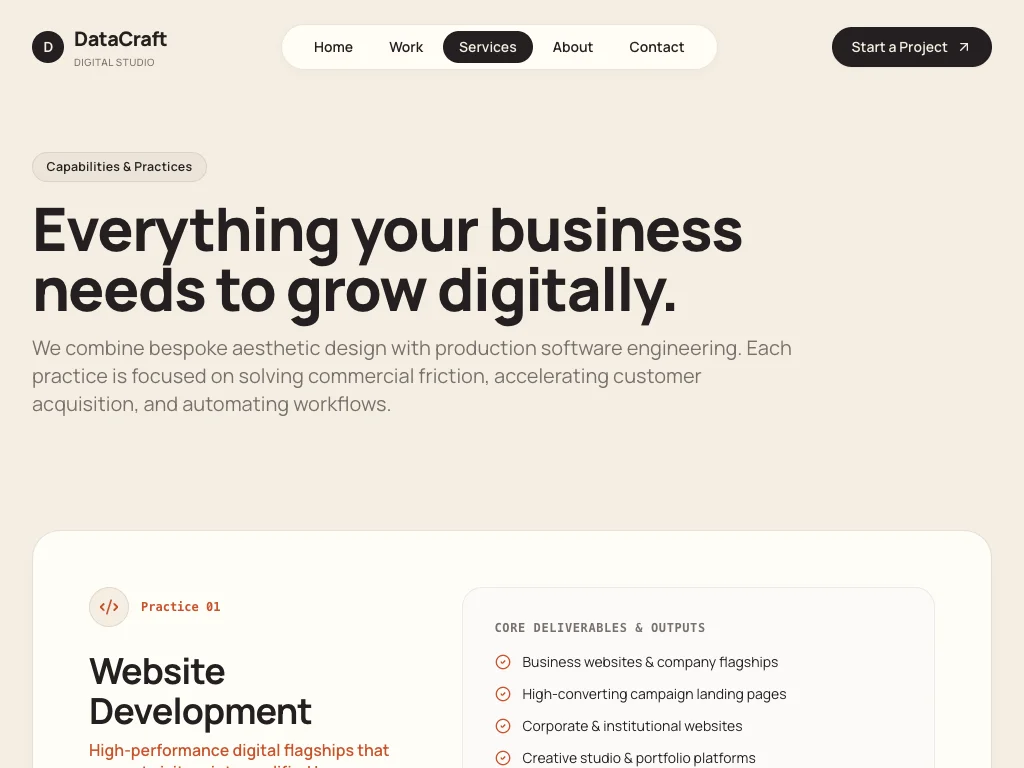 D
DataCraft
DIGITAL STUDIO
Home
Work
Services
About
Contact
Start a Project
Capabilities & Practices
Everything your business
needs to grow digitally.
We combine bespoke aesthetic design with production software engineering. Each
practice is focused on solving commercial friction, accelerating customer
acquisition, and automating workflows.
Practice 01
Website
Development
High-performance digital flagships that
CORE DELIVERABLES & OUTPUTS
Business websites & company flagships
High-converting campaign landing pages
Corporate & institutional websites
Creative studio & portfolio platforms